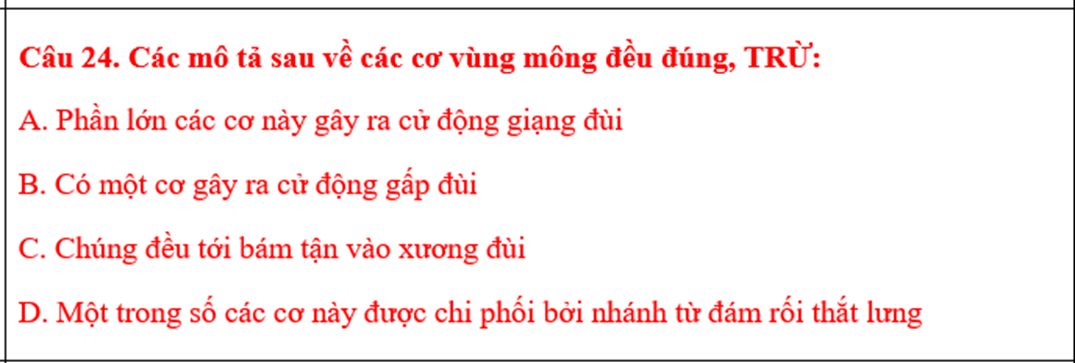 Câu 24. Các mô tả sau về các cơ vùng mông đều đúng, TRỪ:
A. Phần lớn các cơ này gây ra cử động giạng đùi
B. Có một cơ gây ra cử động gấp đùi
C. Chúng đều tới bám tận vào xương đùi
D. Một trong số các cơ này được chi phối bởi nhánh từ đám rối thắt lưng